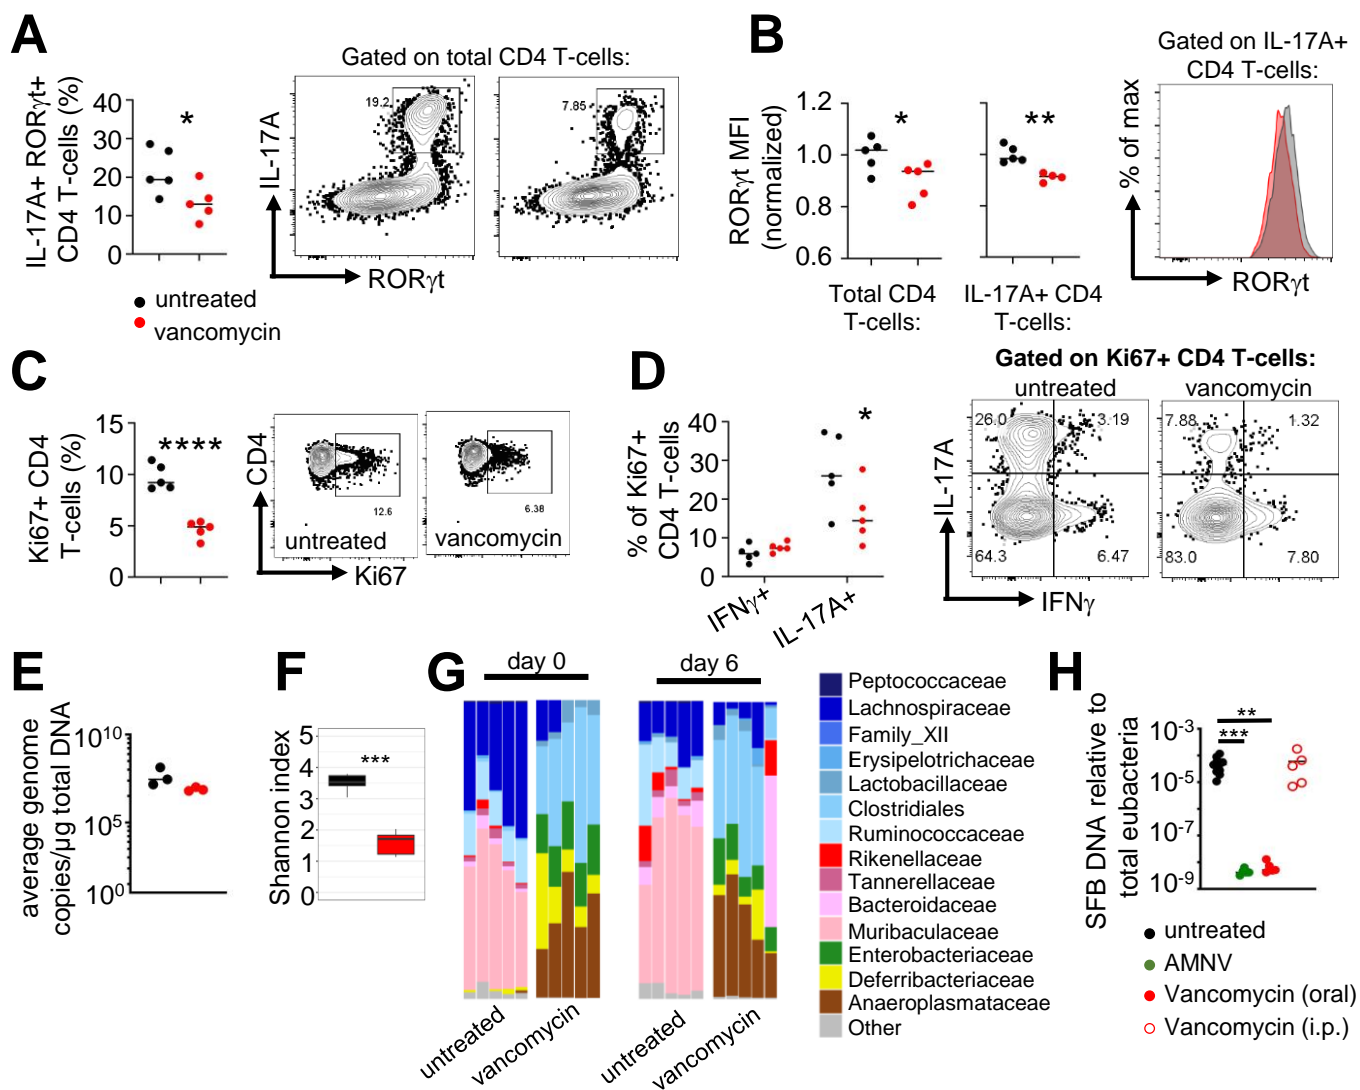 A
IL-17A+ RORγt+
CD4 T-cells (%)
40
30
20
10
0
*
untreated
vancomycin
Gated on total CD4 T-cells:
19.2
7.85
IL-17A
RORγt
B
RORγt MFI
(normalized)
1.2
1.0
0.8
0.6
*
**
Total CD4
T-cells:
IL-17A+ CD4
T-cells:
Gated on IL-17A+
CD4 T-cells:
% of max
RORγt
C
Ki67+ CD4
T-cells (%)
15
10
5
0
****
CD4
12.6
untreated
6.38
vancomycin
Ki67
D
% of Ki67+
CD4 T-cells
40
30
20
10
0
*
IFNγ+
IL-17A+
Gated on Ki67+ CD4 T-cells:
untreated
vancomycin
26.0
3.19
64.3
6.47
7.88
1.32
83.0
7.80
IL-17A
IFNγ
E
average genome
copies/µg total DNA
10^10
10^5
10^0
F
Shannon index
5
4
3
2
1
0
***
G
day 0
day 6
untreated
vancomycin
untreated
vancomycin
Peptococcaceae
Lachnospiraceae
Family_XII
Erysipelotrichaceae
Lactobacillaceae
Clostridiales
Ruminococcaceae
Rikenellaceae
Tannerellaceae
Bacteroidaceae
Muribaculaceae
Enterobacteriaceae
Deferribacteriaceae
Anaeroplasmataceae
Other
H
SFB DNA relative to
total eubacteria
10^-3
10^-5
10^-7
10^-9
**
***
untreated
AMNV
Vancomycin (oral)
Vancomycin (i.p.)